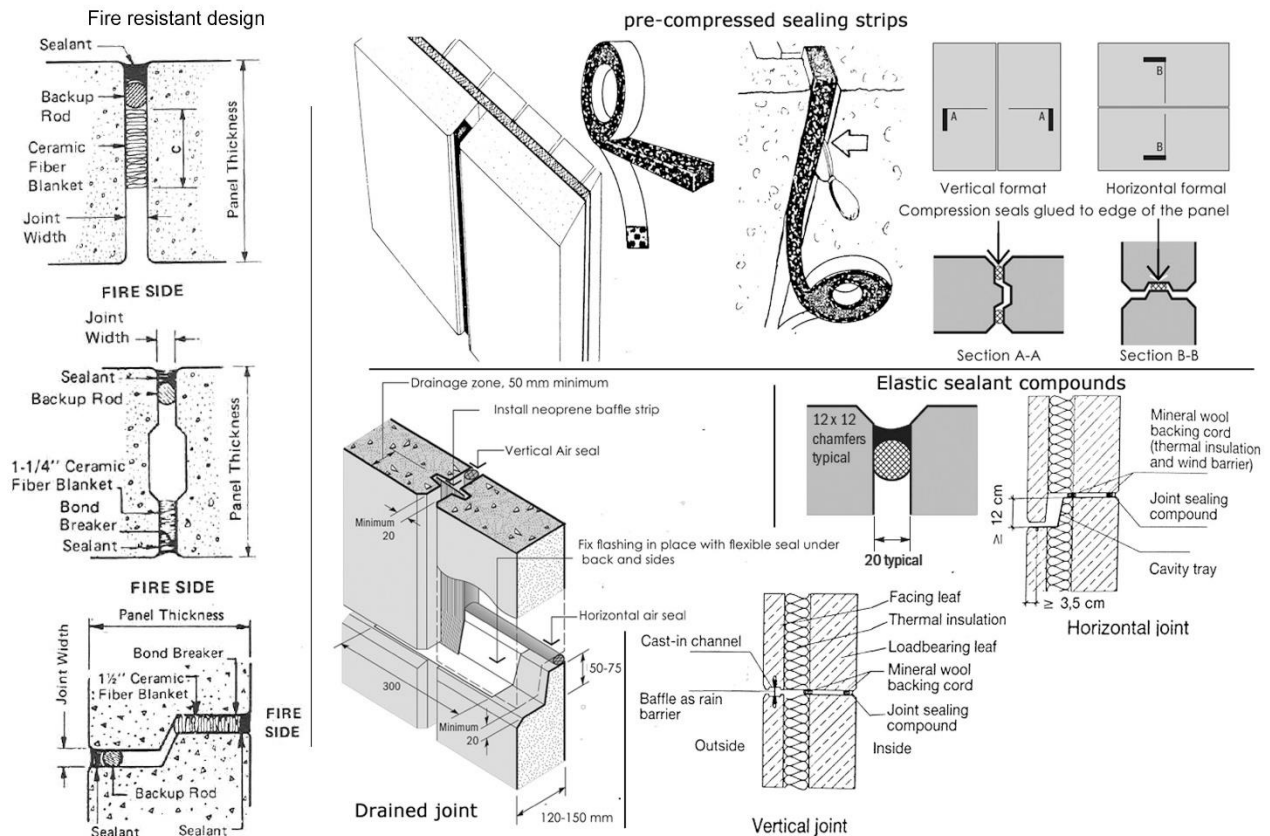 Fire resistant design
Sealant
Backup
Rod
Ceramic
Fiber
Blanket
C
Panel Thickness
Joint
Width
FIRE SIDE
Joint
Width
Sealant
Backup Rod
1-1/4" Ceramic
Fiber Blanket
Bond
Breaker
Sealant
Panel Thickness
FIRE SIDE
Panel Thickness
Joint Width
Bond Breaker
1½" Ceramic
Fiber Blanket
FIRE
SIDE
Backup Rod
Sealant
Sealant
pre-compressed sealing strips
A
A
B
B
Vertical format
Horizontal formal
Compression seals glued to edge of the panel
Section A-A
Section B-B
Drainage zone, 50 mm minimum
Install neoprene baffle strip
Vertical Air seal
Minimum
20
Fix flashing in place with flexible seal under
back and sides
Horizontal air seal
50-75
300
Minimum
20
120-150 mm
Drained joint
Elastic sealant compounds
12 x 12
chamfers
typical
20 typical
Mineral wool
backing cord
(thermal insulation
and wind barrier)
Joint sealing
compound
Cavity tray
≥ 12 cm
≥ 3,5 cm
Horizontal joint
Facing leaf
Thermal insulation
Loadbearing leaf
Mineral wool
backing cord
Joint sealing
compound
Cast-in channel
Baffle as rain
barrier
Outside
Inside
Vertical joint